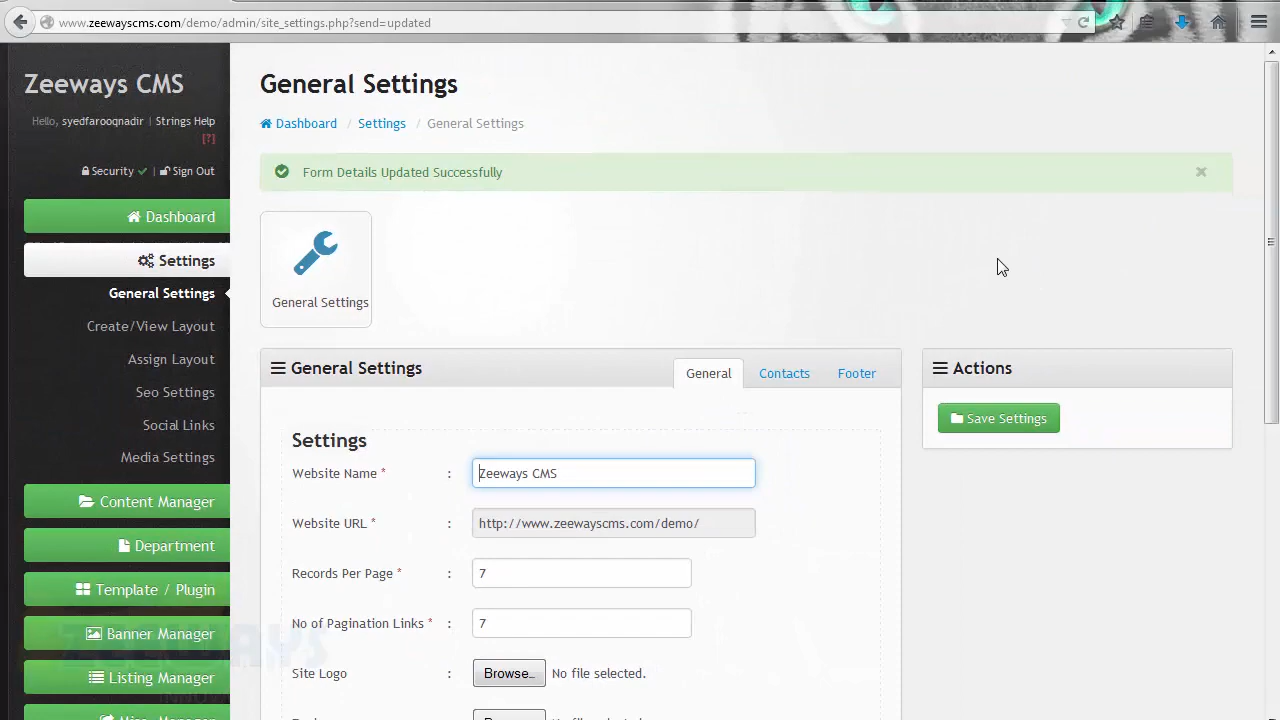 www.zeewayscms.com/demo/admin/site_settings.php?send=updated
Zeeways CMS
Hello, syedfarooqnadir | Strings Help
[?]
Security | Sign Out
Dashboard
Settings
General Settings
Create/View Layout
Assign Layout
Seo Settings
Social Links
Media Settings
Content Manager
Department
Template / Plugin
Banner Manager
Listing Manager
General Settings
Dashboard / Settings / General Settings
Form Details Updated Successfully
General Settings
General Settings
General
Contacts
Footer
Settings
Website Name * : Zeeways CMS
Website URL * : http://www.zeewayscms.com/demo/
Records Per Page * : 7
No of Pagination Links * : 7
Site Logo : Browse... No file selected.
Actions
Save Settings
ZEEWAYS